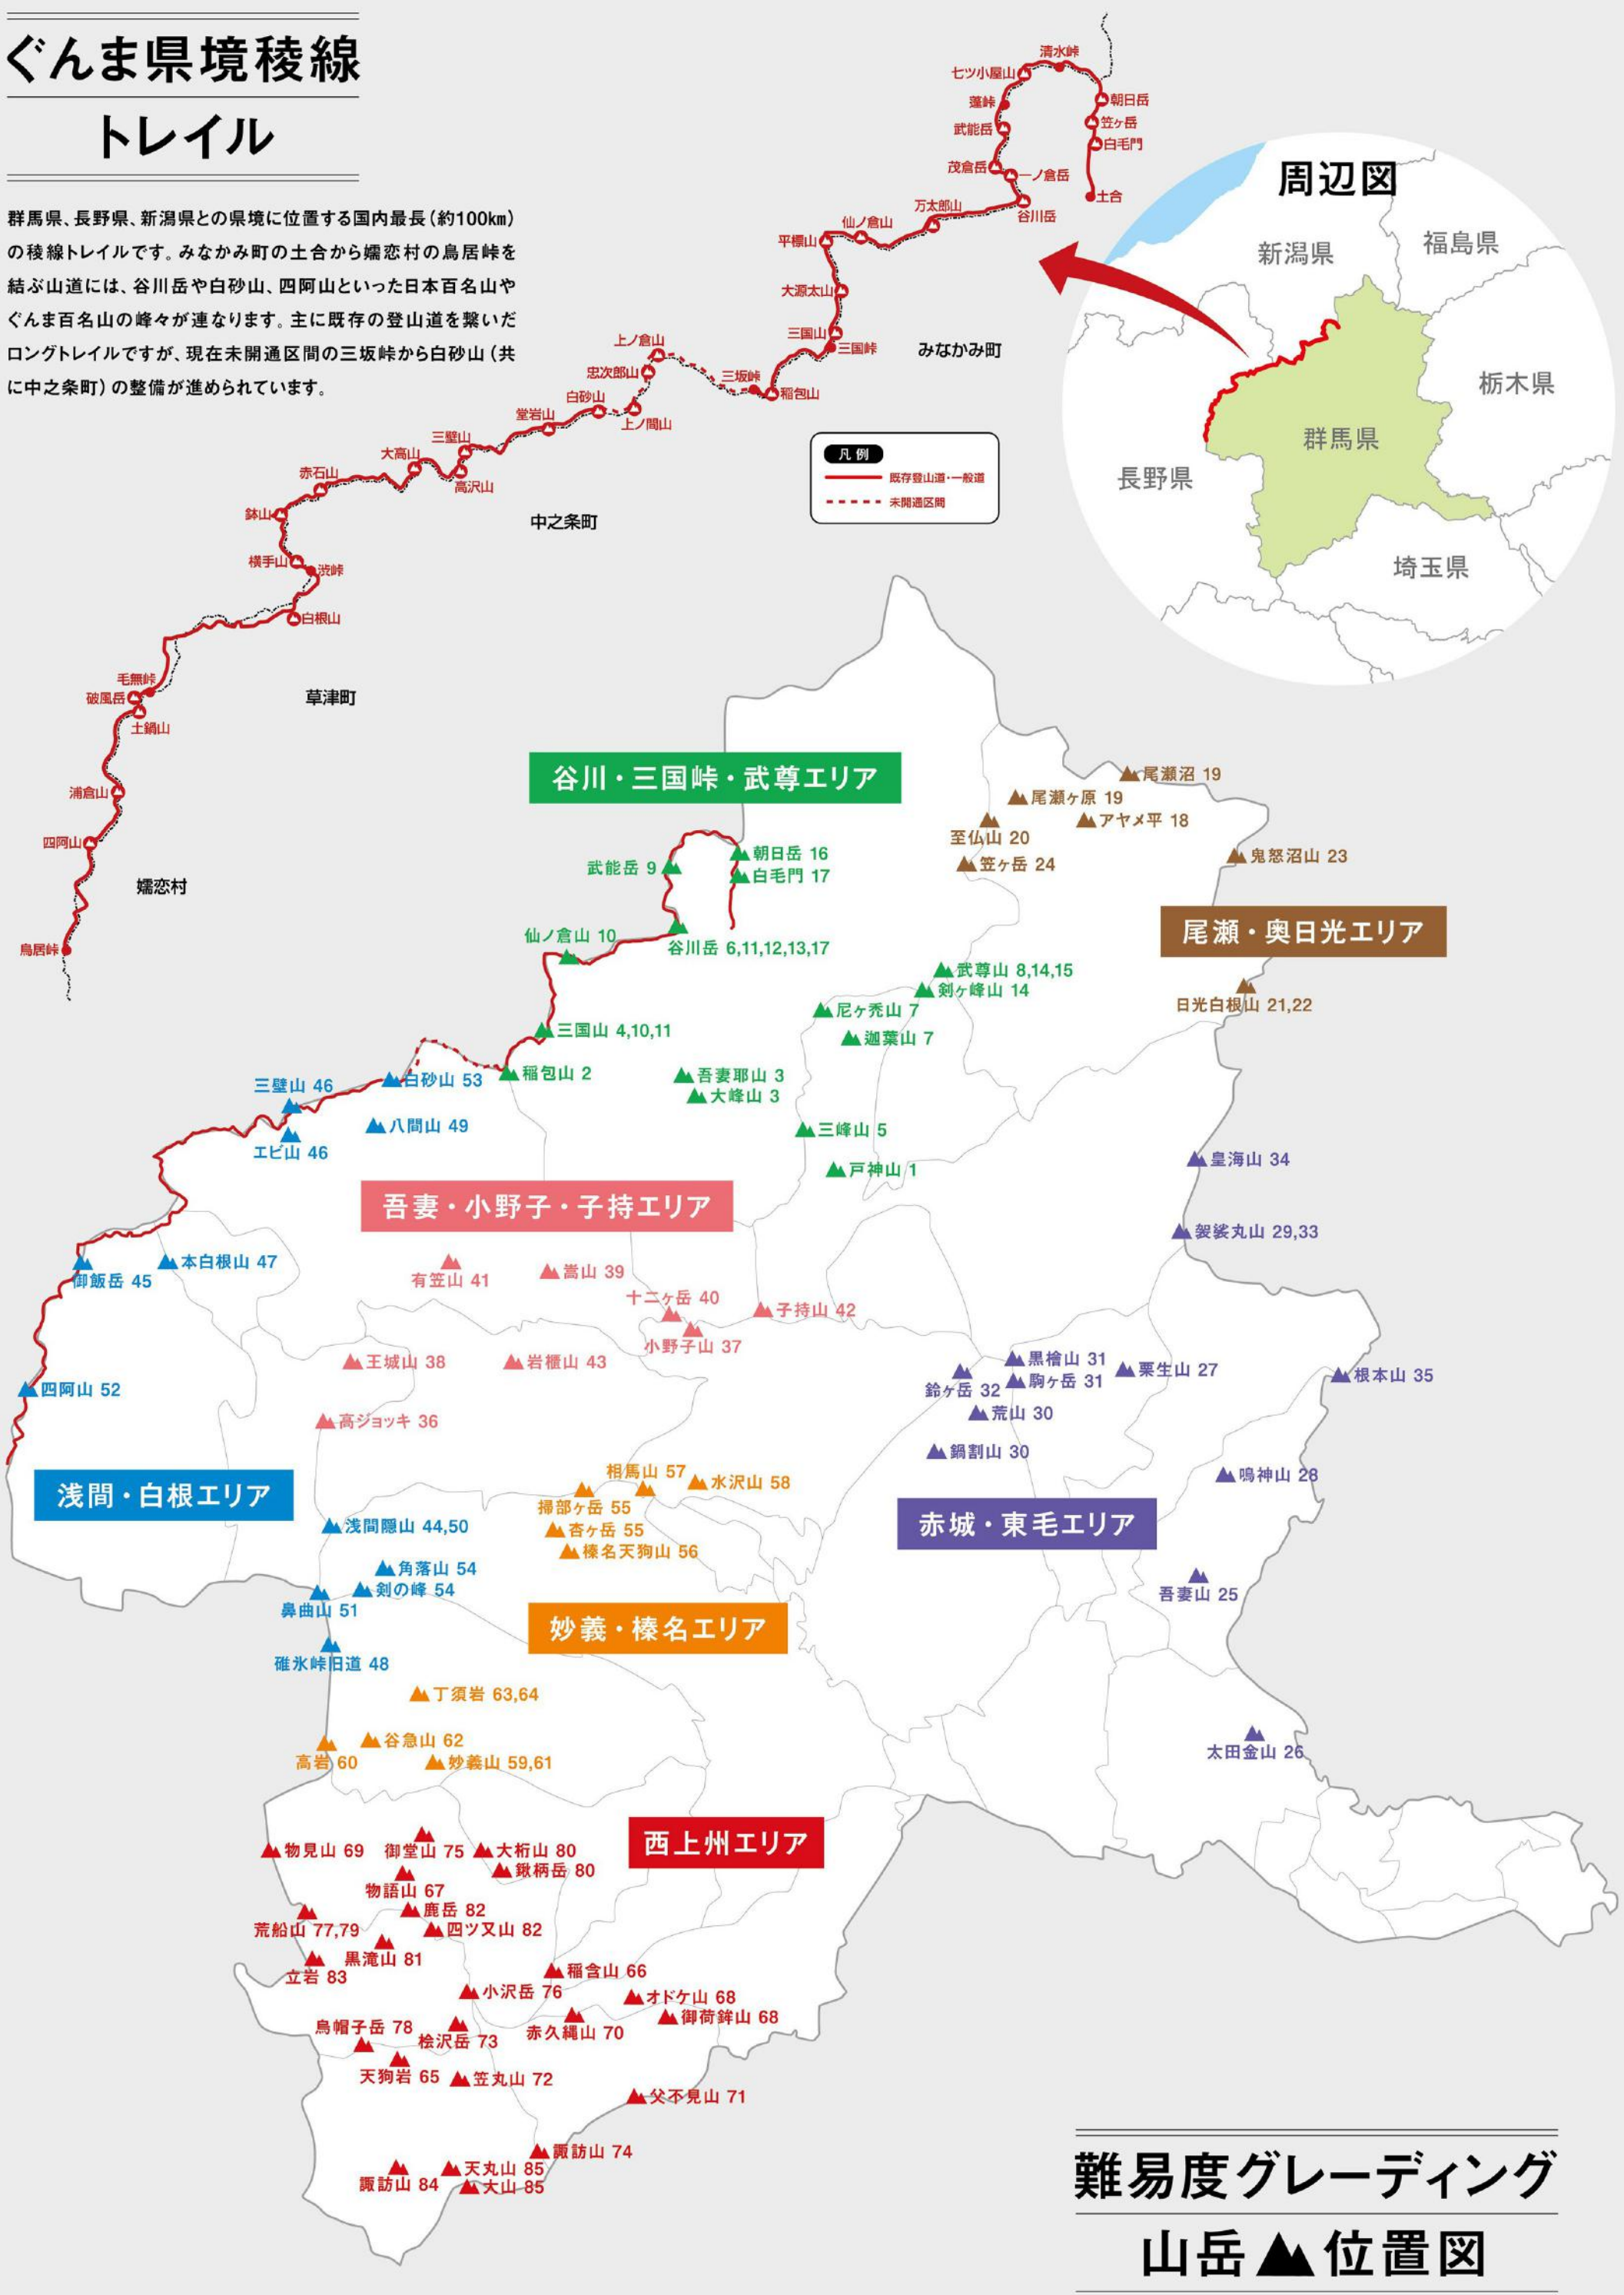 ぐんま県境稜線
トレイル
群馬県、長野県、新潟県との県境に位置する国内最長(約100km)
の稜線トレイルです。みなかみ町の土合から嬬恋村の鳥居峠を
結ぶ山道には、谷川岳や白砂山、四阿山といった日本百名山や
ぐんま百名山の峰々が連なります。主に既存の登山道を繋いだ
ロングトレイルですが、現在未開通区間の三坂峠から白砂山(共
に中之条町)の整備が進められています。
清水峠
七ツ小屋山
蓬峠
朝日岳
武能岳
笠ヶ岳
白毛門
茂倉岳
一ノ倉岳
土合
谷川岳
万太郎山
仙ノ倉山
平標山
大源太山
三国山
三国峠
みなかみ町
上ノ倉山
忠次郎山
三坂峠
稲包山
白砂山
上ノ間山
堂岩山
三壁山
大高山
高沢山
赤石山
鉢山
中之条町
横手山
渋峠
白根山
毛無峠
破風岳
草津町
土鍋山
浦倉山
四阿山
嬬恋村
鳥居峠
凡例
既存登山道・一般道
未開通区間
周辺図
新潟県
福島県
栃木県
群馬県
長野県
埼玉県
谷川・三国峠・武尊エリア
武能岳 9
朝日岳 16
白毛門 17
仙ノ倉山 10
谷川岳 6,11,12,13,17
武尊山 8,14,15
剣ヶ峰山 14
尼ヶ禿山 7
迦葉山 7
三国山 4,10,11
稲包山 2
吾妻耶山 3
大峰山 3
三峰山 5
戸神山 1
尾瀬沼 19
尾瀬ヶ原 19
アヤメ平 18
至仏山 20
笠ヶ岳 24
鬼怒沼山 23
尾瀬・奥日光エリア
日光白根山 21,22
三壁山 46
白砂山 53
八間山 49
エビ山 46
本白根山 47
御飯岳 45
四阿山 52
浅間・白根エリア
浅間隠山 44,50
角落山 54
剣の峰 54
鼻曲山 51
碓氷峠旧道 48
吾妻・小野子・子持エリア
有笠山 41
嵩山 39
十二ヶ岳 40
子持山 42
小野子山 37
王城山 38
岩櫃山 43
高ジョッキ 36
皇海山 34
袈裟丸山 29,33
黒檜山 31
駒ヶ岳 31
栗生山 27
鈴ヶ岳 32
荒山 30
鍋割山 30
根本山 35
鳴神山 28
赤城・東毛エリア
吾妻山 25
太田金山 26
相馬山 57
水沢山 58
掃部ヶ岳 55
杏ヶ岳 55
榛名天狗山 56
妙義・榛名エリア
丁須岩 63,64
谷急山 62
高岩 60
妙義山 59,61
西上州エリア
物見山 69
御堂山 75
大桁山 80
鍬柄岳 80
物語山 67
鹿岳 82
荒船山 77,79
四ツ又山 82
黒滝山 81
立岩 83
稲含山 66
小沢岳 76
オドケ山 68
御荷鉾山 68
烏帽子岳 78
桧沢岳 73
赤久縄山 70
天狗岩 65
笠丸山 72
父不見山 71
諏訪山 74
天丸山 85
諏訪山 84
大山 85
難易度グレーディング
山岳 位置図